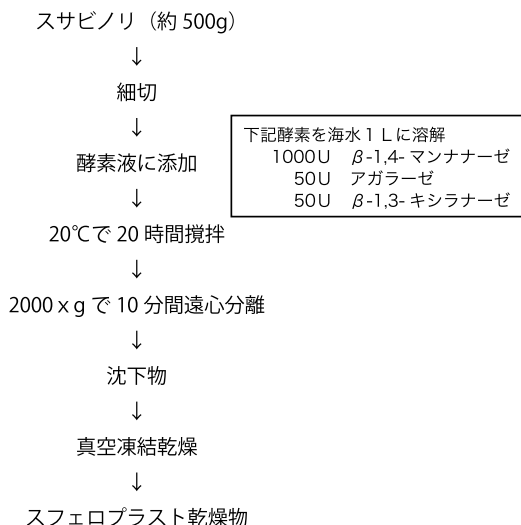 スサビノリ（約 500g）
↓
細切
↓
酵素液に添加
↓
20℃で 20 時間撹拌
↓
2000 x g で 10 分間遠心分離
↓
沈下物
↓
真空凍結乾燥
↓
スフェロプラスト乾燥物
下記酵素を海水１Ｌに溶解
1000U　β-1,4- マンナナーゼ
50U　アガラーゼ
50U　β-1,3- キシラナーゼ